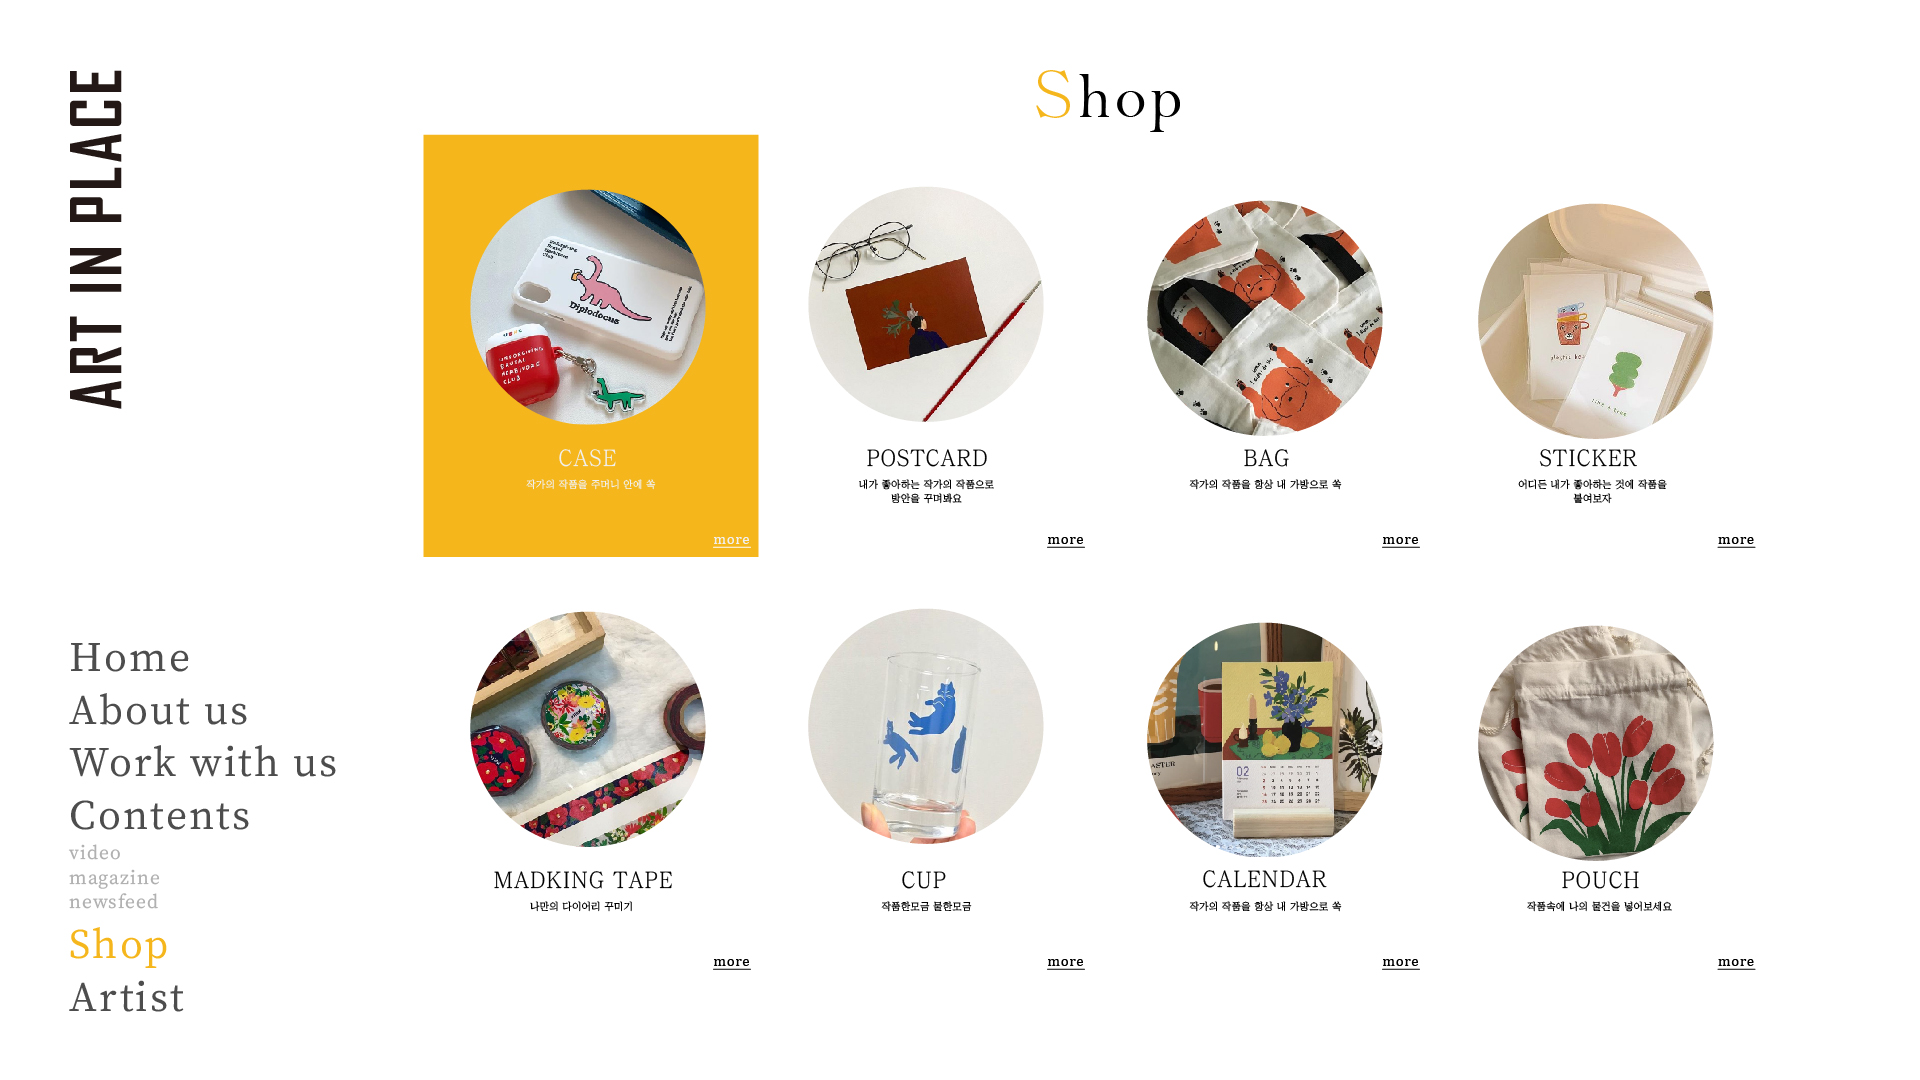 ART IN PLACE
Shop
Diplodocus
CASE
작가의 작품을 주머니 안에 쏙
more
POSTCARD
내가 좋아하는 작가의 작품으로
방안을 꾸며봐요
more
BAG
작가의 작품을 항상 내 가방으로 쏙
more
STICKER
어디든 내가 좋아하는 것에 작품을
붙여보자
more
MADKING TAPE
나만의 다이어리 꾸미기
more
CUP
작품한모금 물한모금
more
02
CALENDAR
작가의 작품을 항상 내 가방으로 쏙
more
POUCH
작품속에 나의 물건을 넣어보세요
more
Home
About us
Work with us
Contents
video
magazine
newsfeed
Shop
Artist